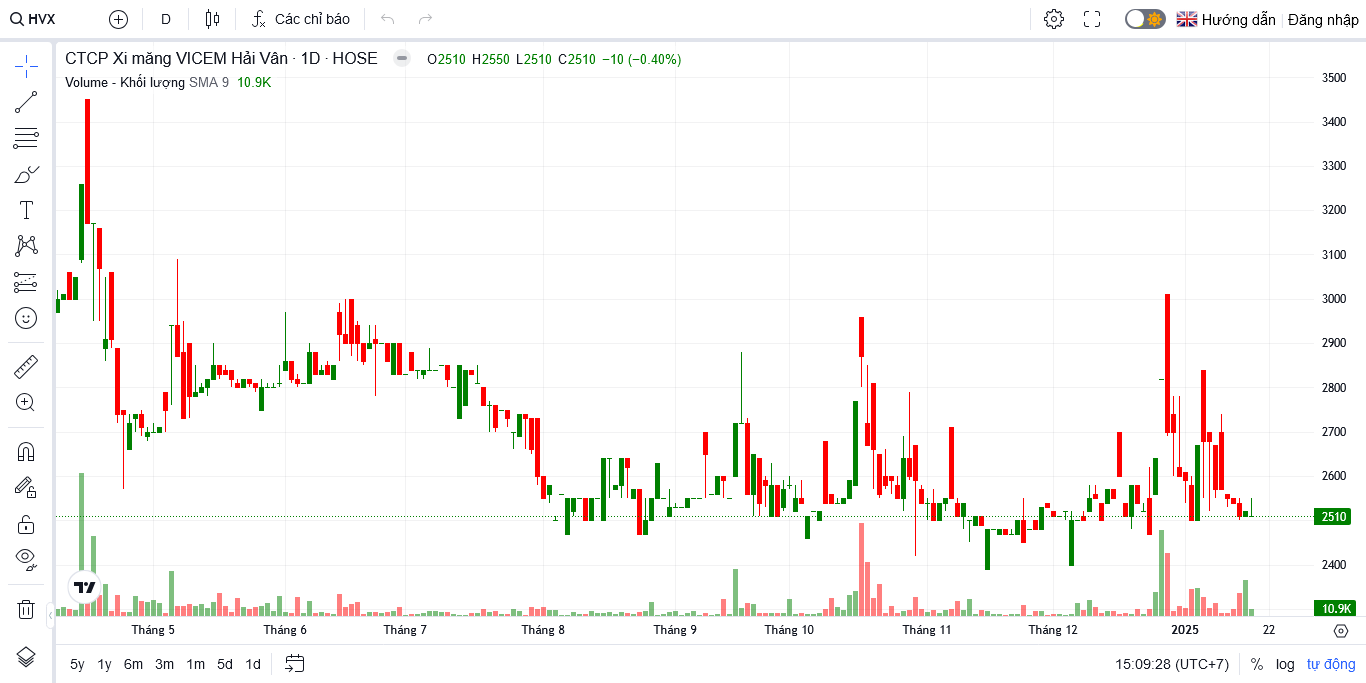 HVX
D
Các chỉ báo
Hướng dẫn
Đăng nhập
CTCP Xi măng VICEM Hải Vân · 1D · HOSE
O2510 H2550 L2510 C2510 −10 (−0.40%)
Volume - Khối lượng SMA 9 10.9K
3500
3400
3300
3200
3100
3000
2900
2800
2700
2600
2510
2400
10.9K
Tháng 5
Tháng 6
Tháng 7
Tháng 8
Tháng 9
Tháng 10
Tháng 11
Tháng 12
2025
22
5y 1y 6m 3m 1m 5d 1d
15:09:28 (UTC+7)
% log tự động